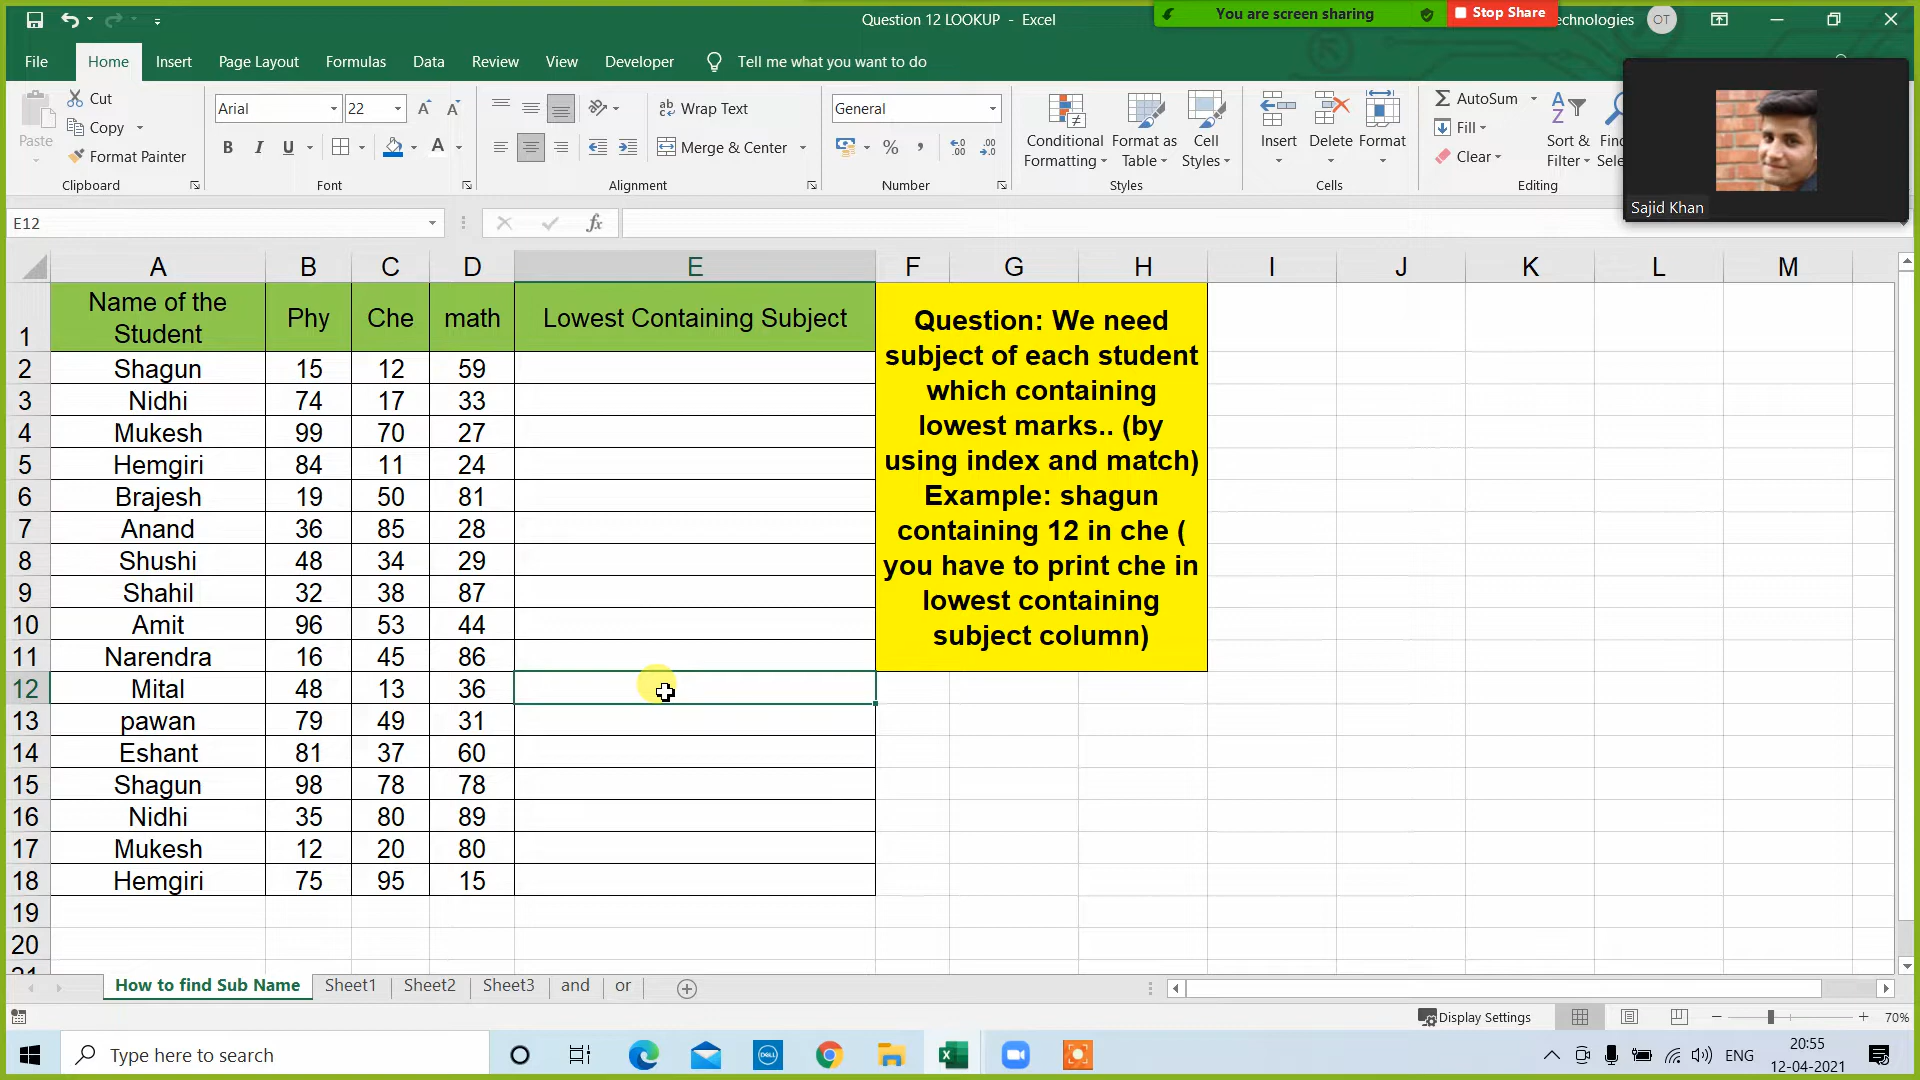 Question 12 LOOKUP - Excel
You are screen sharing
Stop Share
echnologies
OT
File
Home
Insert
Page Layout
Formulas
Data
Review
View
Developer
Tell me what you want to do
Paste
Cut
Copy
Format Painter
Clipboard
Arial
22
B I U
Font
Wrap Text
Merge & Center
Alignment
General
%
Number
Conditional
Formatting
Format as
Table
Cell
Styles
Styles
Insert
Delete
Format
Cells
AutoSum
Fill
Clear
Sort &
Filter
Editing
Sajid Khan
E12
fx
A B C D E F G H I J K L M
1 Name of the Student Phy Che math Lowest Containing Subject
2 Shagun 15 12 59
3 Nidhi 74 17 33
4 Mukesh 99 70 27
5 Hemgiri 84 11 24
6 Brajesh 19 50 81
7 Anand 36 85 28
8 Shushi 48 34 29
9 Shahil 32 38 87
10 Amit 96 53 44
11 Narendra 16 45 86
12 Mital 48 13 36
13 pawan 79 49 31
14 Eshant 81 37 60
15 Shagun 98 78 78
16 Nidhi 35 80 89
17 Mukesh 12 20 80
18 Hemgiri 75 95 15
19
20
Question: We need
subject of each student
which containing
lowest marks.. (by
using index and match)
Example: shagun
containing 12 in che (
you have to print che in
lowest containing
subject column)
How to find Sub Name
Sheet1
Sheet2
Sheet3
and
or
Display Settings
70%
Type here to search
DELL
ENG
20:55
12-04-2021